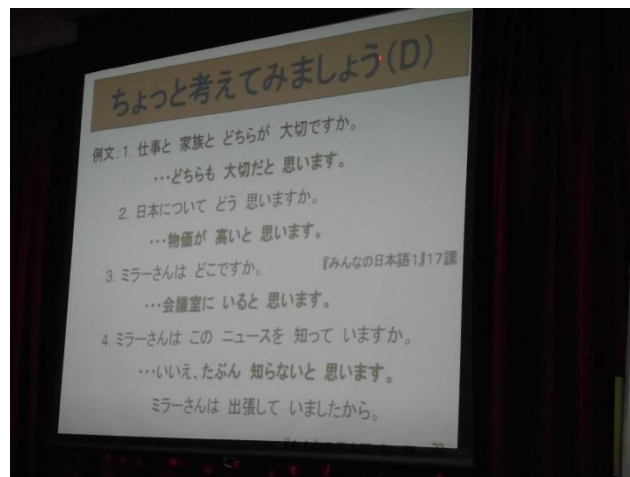 ちょっと考えてみましょう(D)
例文:1. 仕事と 家族と どちらが 大切ですか。
…どちらも 大切だと 思います。
2. 日本について どう 思いますか。
…物価が 高いと 思います。
3. ミラーさんは どこですか。 『みんなの日本語1』17課
…会議室に いると 思います。
4. ミラーさんは この ニュースを 知って いますか。
…いいえ、たぶん 知らないと 思います。
ミラーさんは 出張して いましたから。